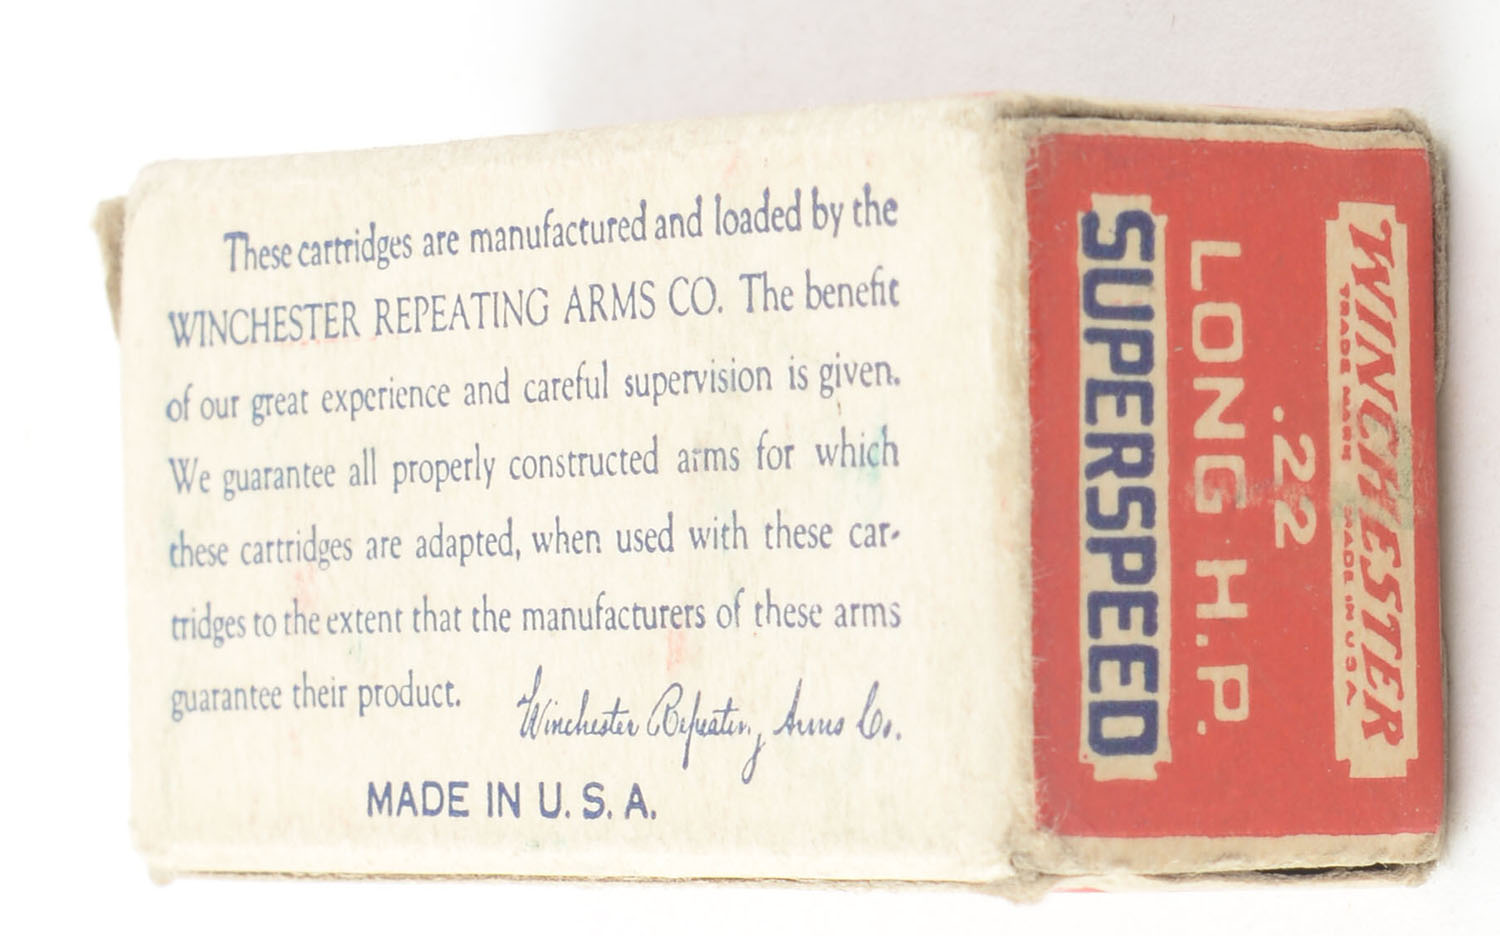 These cartridges are manufactured and loaded by the
WINCHESTER REPEATING ARMS CO. The benefit
of our great experience and careful supervision is given.
We guarantee all properly constructed arms for which
these cartridges are adapted, when used with these car-
tridges to the extent that the manufacturers of these arms
guarantee their product.
Winchester Repeating Arms Co.
MADE IN U. S. A.
WINCHESTER
TRADE MARK MADE IN U S A
.22
LONG H.P.
SUPERSPEED